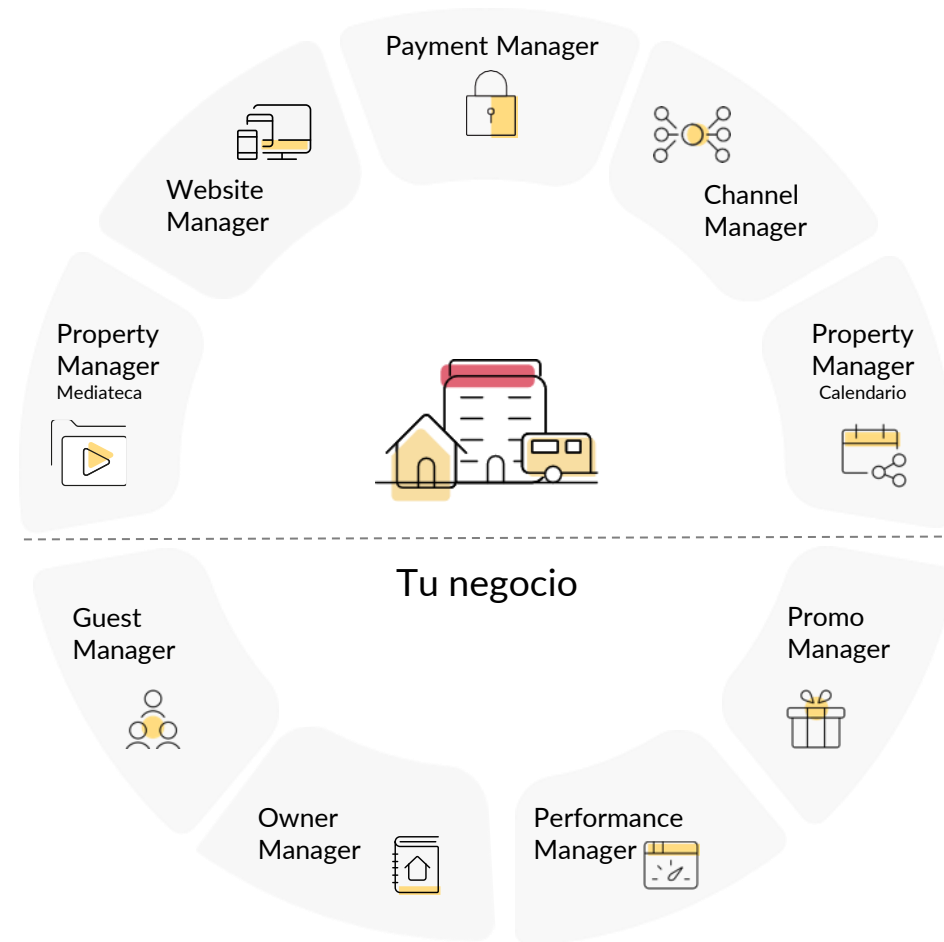 Payment Manager
Website
Manager
Channel
Manager
Property
Manager
Mediateca
Property
Manager
Calendario
Tu negocio
Guest
Manager
Promo
Manager
Owner
Manager
Performance
Manager